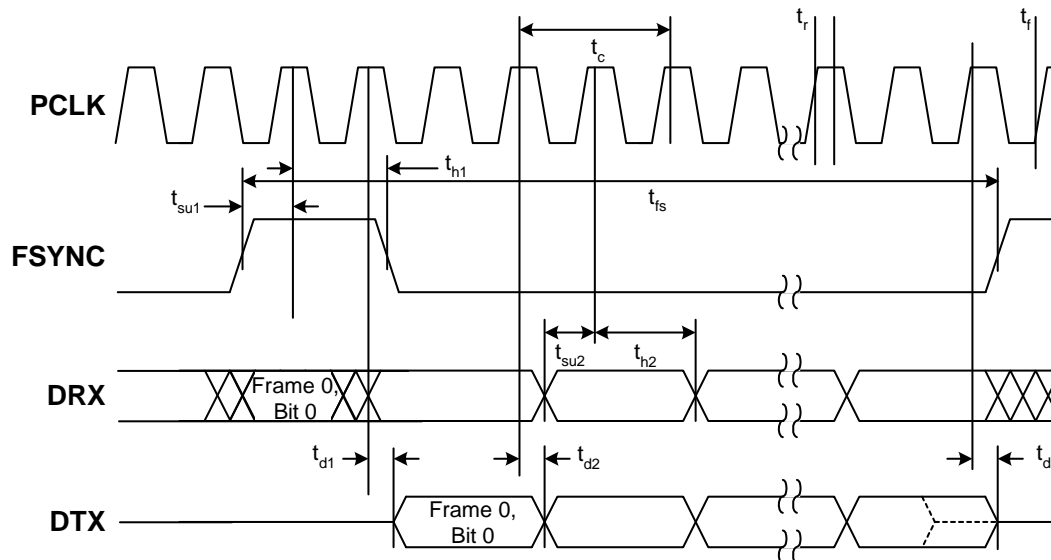 t_r
t_f
t_c
PCLK
t_h1
t_su1
t_fs
FSYNC
t_su2
t_h2
DRX
Frame 0,
Bit 0
t_d1
t_d2
t_d
DTX
Frame 0,
Bit 0